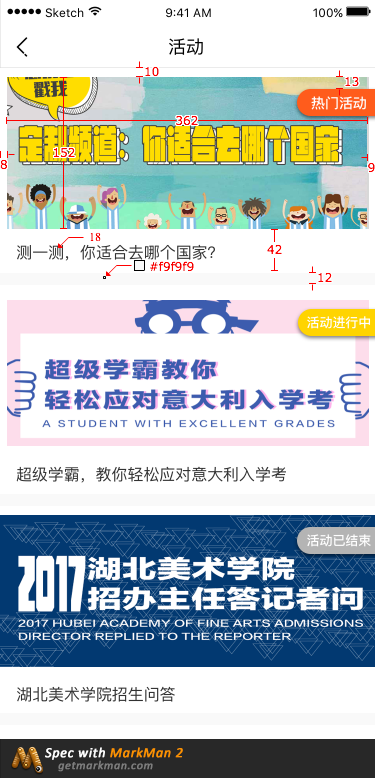 Sketch
9:41 AM
100%
活动
10
13
戳我
热门活动
362
定制频道：你适合去哪个国家
152
8
9
18
测一测，你适合去哪个国家？
42
#f9f9f9
12
活动进行中
超级学霸教你
轻松应对意大利入学考
A STUDENT WITH EXCELLENT GRADES
超级学霸，教你轻松应对意大利入学考
活动已结束
2017湖北美术学院
招办主任答记者问
2017 HUBEI ACADEMY OF FINE ARTS ADMISSIONS
DIRECTOR REPLIED TO THE REPORTER
湖北美术学院招生问答
Spec with MarkMan 2
getmarkman.com